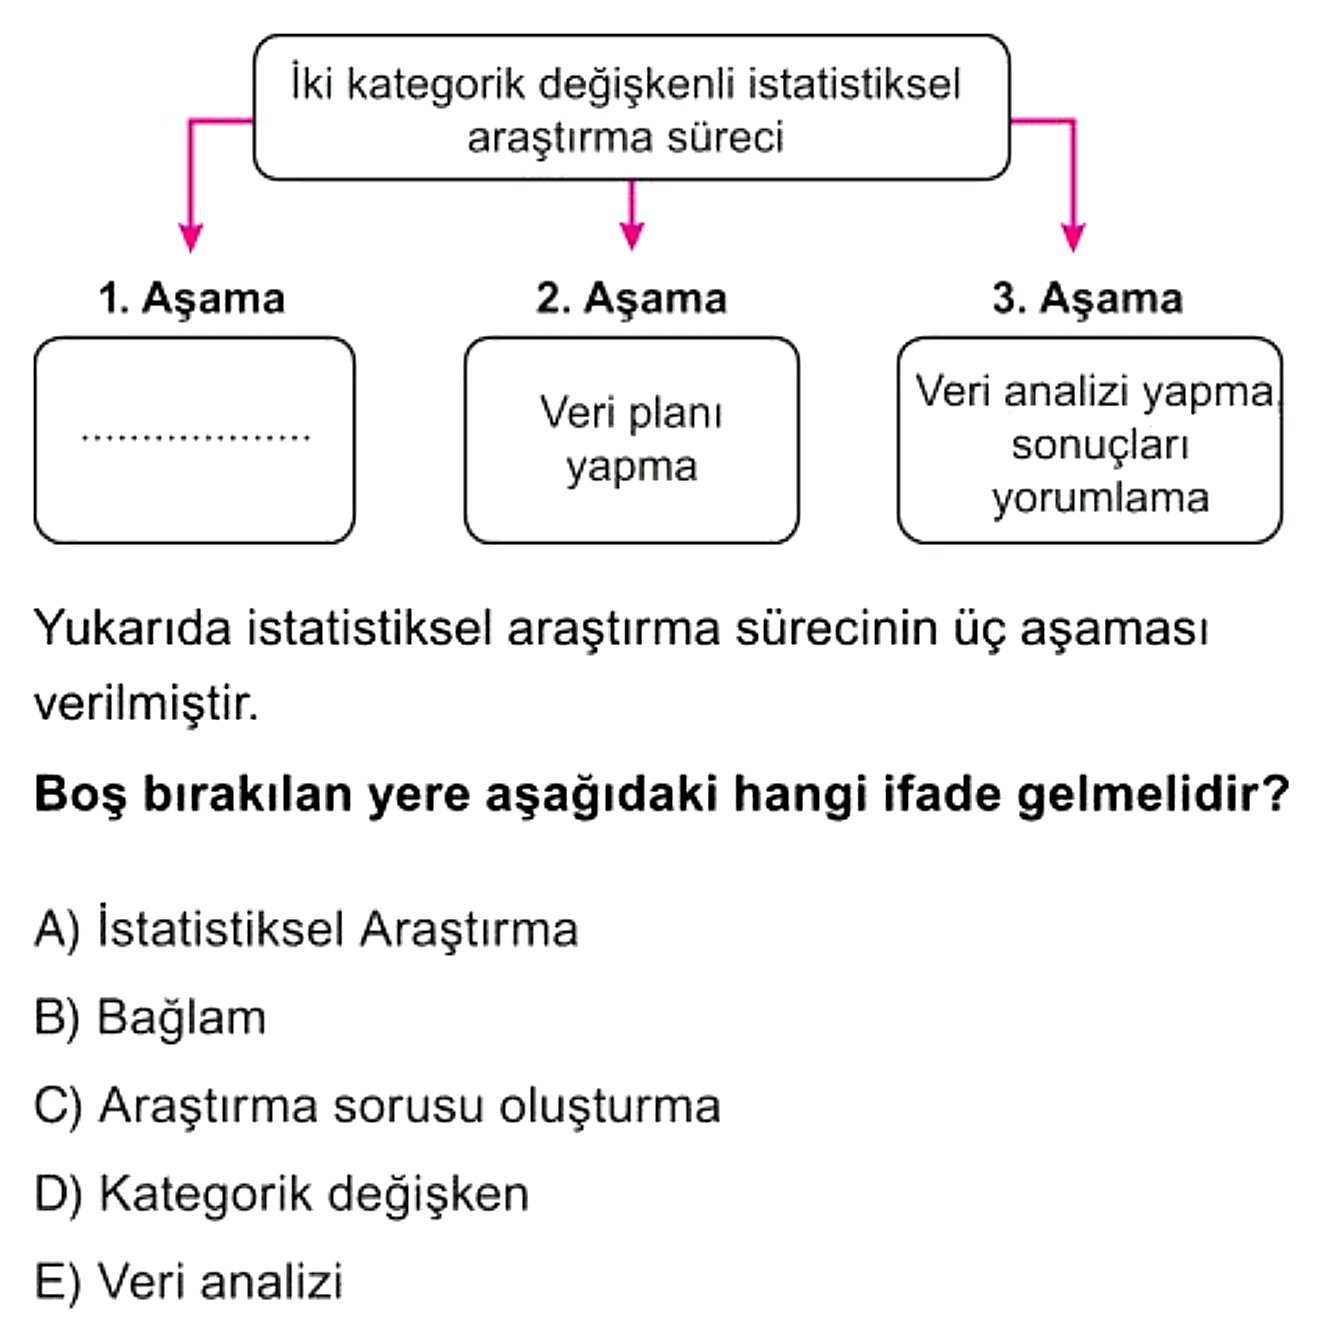 İki kategorik değişkenli istatistiksel
araştırma süreci
1. Aşama
2. Aşama
3. Aşama
...................
Veri planı
yapma
Veri analizi yapma,
sonuçları
yorumlama
Yukarıda istatistiksel araştırma sürecinin üç aşaması
verilmiştir.
Boş bırakılan yere aşağıdaki hangi ifade gelmelidir?
A) İstatistiksel Araştırma
B) Bağlam
C) Araştırma sorusu oluşturma
D) Kategorik değişken
E) Veri analizi